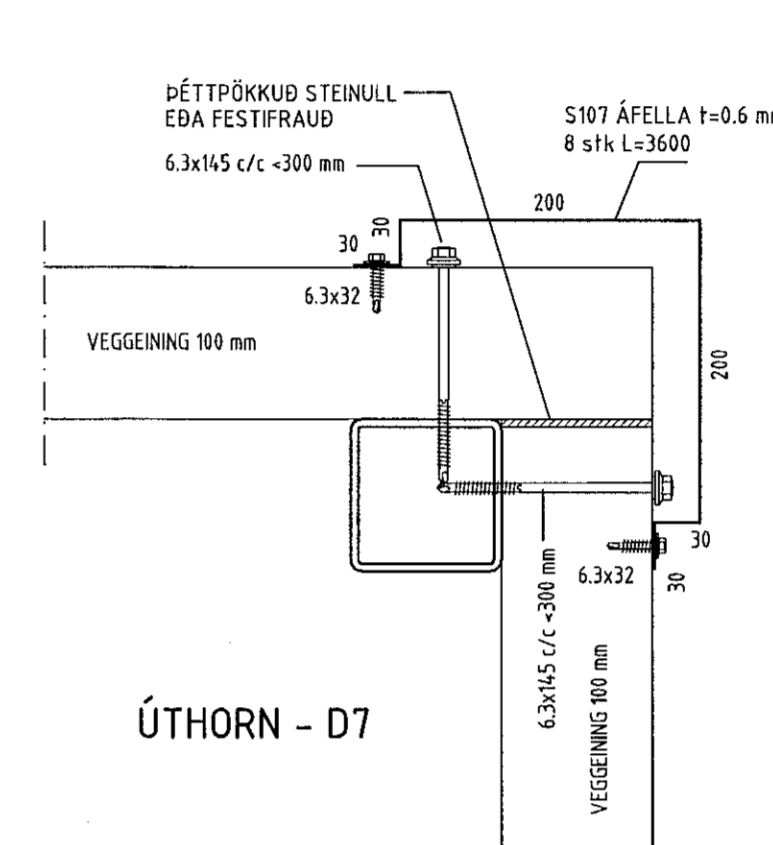 ÞÉTTPÖKKUÐ STEINULL
EÐA FESTIFRAUÐ
6.3x145 c/c <300 mm
S107 ÁFELLA t=0.6 m
8 stk L=3600
200
30
30
6.3x32
VEGGEINING 100 mm
200
30
30
6.3x32
6.3x145 c/c <300 mm
VEGGEINING 100 mm
ÚTHORN - D7